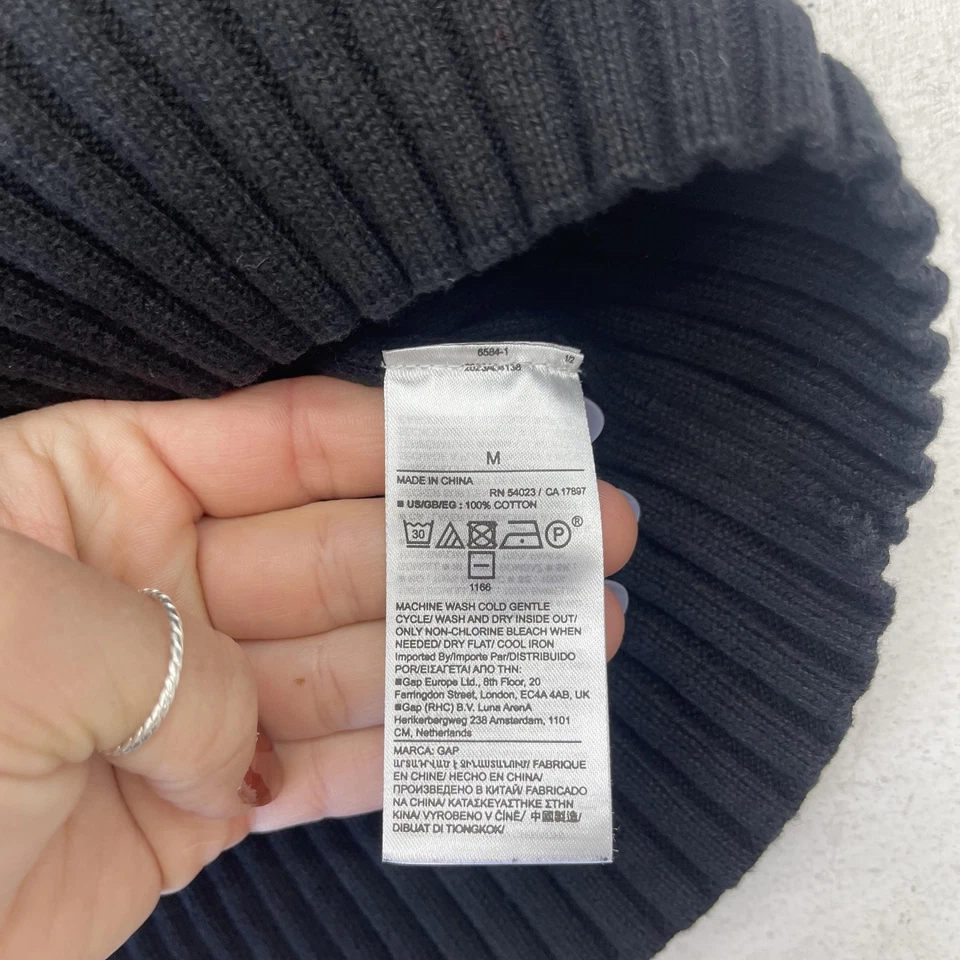 6584-1 1/2
M
MADE IN CHINA
RN 54023 / CA 17897
■ US/GB/EG : 100% COTTON
30 P ®
1166
MACHINE WASH COLD GENTLE
CYCLE/ WASH AND DRY INSIDE OUT/
ONLY NON-CHLORINE BLEACH WHEN
NEEDED/ DRY FLAT/ COOL IRON
Imported By/Importe Par/DISTRIBUIDO
POR/ΕΙΣΑΓΕΤΑΙ ΑΠΟ ΤΗΝ:
■Gap Europe Ltd., 8th Floor, 20
Farringdon Street, London, EC4A 4AB, UK
■Gap (RHC) B.V. Luna ArenA
Herikerbergweg 238 Amsterdam, 1101
CM, Netherlands
MARCA: GAP
FABRIQUE
EN CHINE/ HECHO EN CHINA/
ПРОИЗВЕДЕНО В КИТАЙ/ FABRICADO
NA CHINA/ ΚΑΤΑΣΚΕΥΑΣΤΗΚΕ ΣΤΗΝ
ΚΙΝΑ/ VYROBENO V ČÍNĚ/ 中國製造/
DIBUAT DI TIONGKOK/